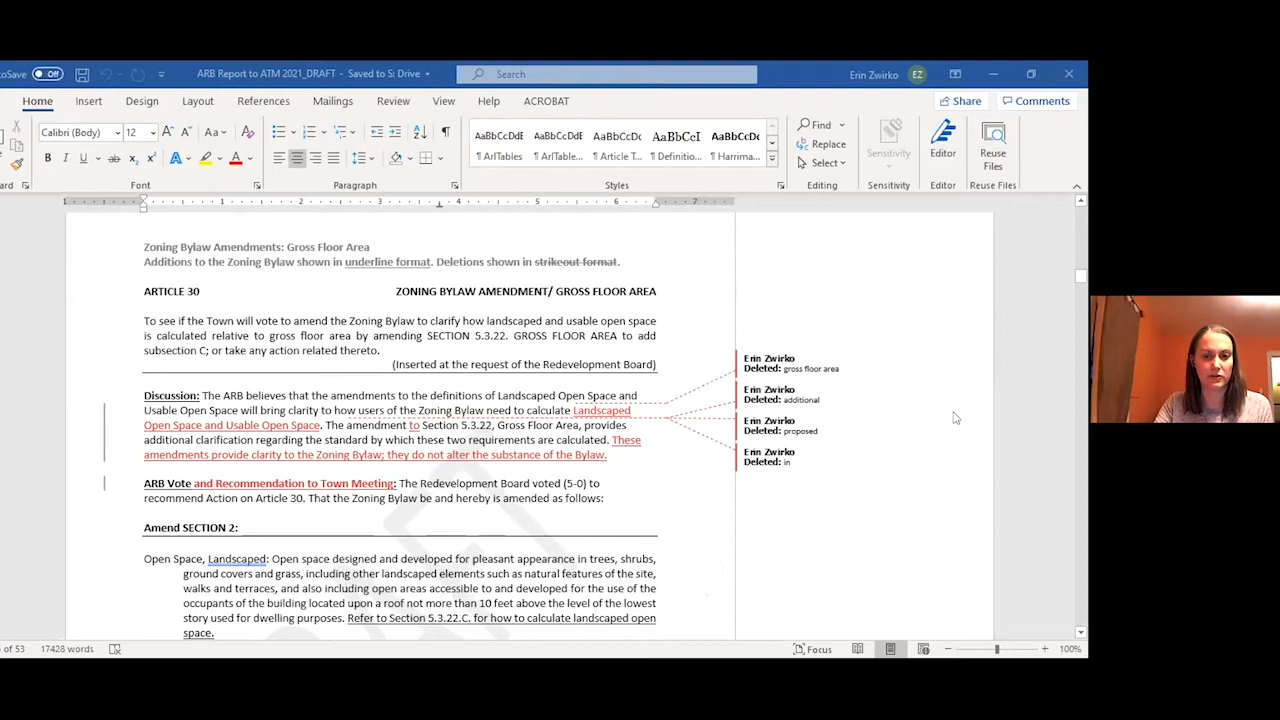 oSave Off ARB Report to ATM 2021_DRAFT - Saved to S: Drive Search Erin Zwirko EZ
Home Insert Design Layout References Mailings Review View Help ACROBAT Share Comments
Calibri (Body) 12 Aa
AaBbCcDdE AaBbCcDdE AaBbCcDc AaBbCcI AaBbCcDc
¶ ArlTables ¶ ArlTable... ¶ Article T... ¶ Definitio... ¶ Harrima...
Find
Replace
Select
Sensitivity
Editor
Reuse
Files
ard Font Paragraph Styles Editing Sensitivity Editor Reuse Files
1 1 2 3 4 5 6 7
Zoning Bylaw Amendments: Gross Floor Area
Additions to the Zoning Bylaw shown in underline format. Deletions shown in strikeout format.
ARTICLE 30 ZONING BYLAW AMENDMENT/ GROSS FLOOR AREA
To see if the Town will vote to amend the Zoning Bylaw to clarify how landscaped and usable open space
is calculated relative to gross floor area by amending SECTION 5.3.22. GROSS FLOOR AREA to add
subsection C; or take any action related thereto.
(Inserted at the request of the Redevelopment Board)
Discussion: The ARB believes that the amendments to the definitions of Landscaped Open Space and
Usable Open Space will bring clarity to how users of the Zoning Bylaw need to calculate Landscaped
Open Space and Usable Open Space. The amendment to Section 5.3.22, Gross Floor Area, provides
additional clarification regarding the standard by which these two requirements are calculated. These
amendments provide clarity to the Zoning Bylaw; they do not alter the substance of the Bylaw.
ARB Vote and Recommendation to Town Meeting: The Redevelopment Board voted (5-0) to
recommend Action on Article 30. That the Zoning Bylaw be and hereby is amended as follows:
Amend SECTION 2:
Open Space, Landscaped: Open space designed and developed for pleasant appearance in trees, shrubs,
ground covers and grass, including other landscaped elements such as natural features of the site,
walks and terraces, and also including open areas accessible to and developed for the use of the
occupants of the building located upon a roof not more than 10 feet above the level of the lowest
story used for dwelling purposes. Refer to Section 5.3.22.C. for how to calculate landscaped open
space.
Erin Zwirko
Deleted: gross floor area
Erin Zwirko
Deleted: additional
Erin Zwirko
Deleted: proposed
Erin Zwirko
Deleted: in
of 53 17428 words Focus 100%